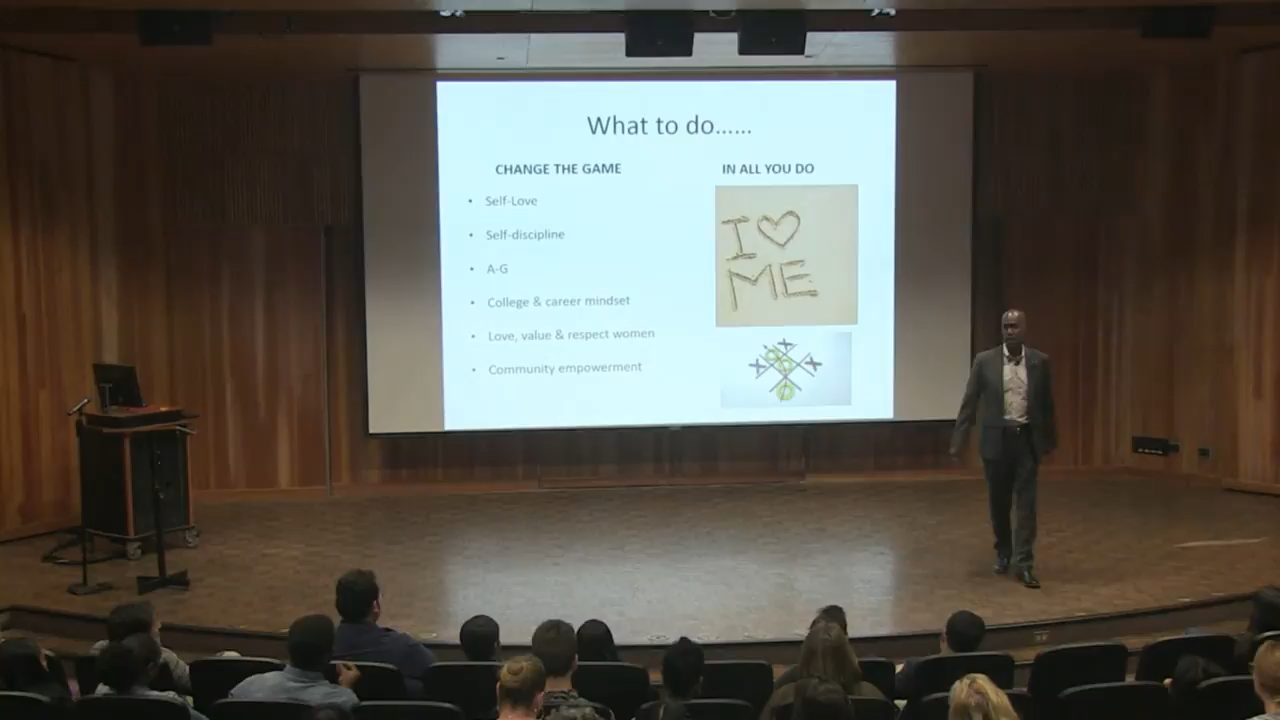 What to do......
CHANGE THE GAME
IN ALL YOU DO
• Self-Love
• Self-discipline
• A-G
• College & career mindset
• Love, value & respect women
• Community empowerment
I ♡
ME